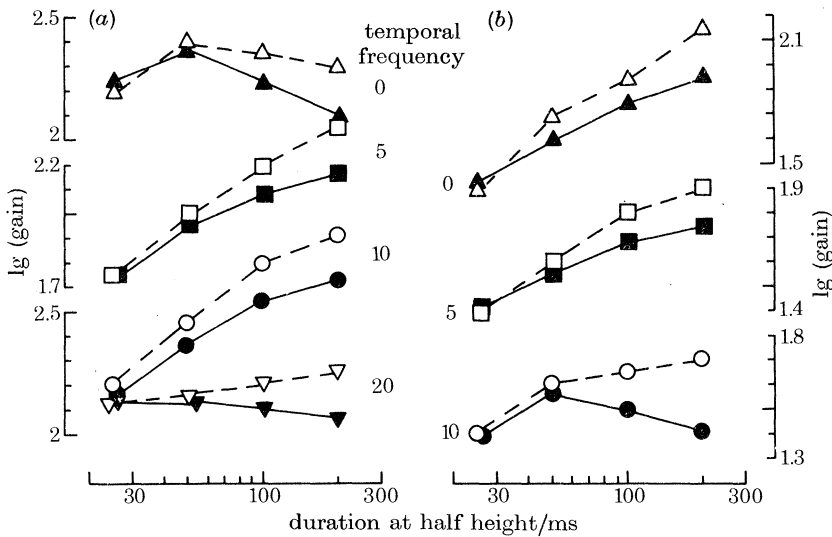 (a)
temporal
frequency
2.5
2
0
5
2.2
1.7
10
2.5
2
20
lg (gain)
30 100 300
(b)
2.1
1.5
0
1.9
1.4
5
1.8
1.3
10
lg (gain)
30 100 300
duration at half height/ms